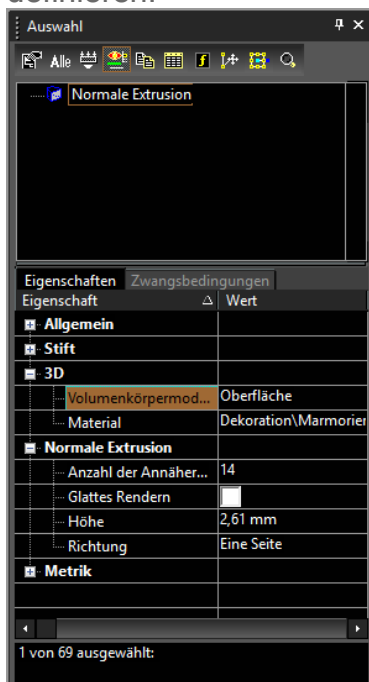 Auswahl
Alle
Normale Extrusion
Eigenschaften Zwangsbedingungen
Eigenschaft Wert
Allgemein
Stift
3D
Volumenkörpermod... Oberfläche
Material Dekoration\Marmorier
Normale Extrusion
Anzahl der Annäher... 14
Glattes Rendern
Höhe 2,61 mm
Richtung Eine Seite
Metrik
1 von 69 ausgewählt: